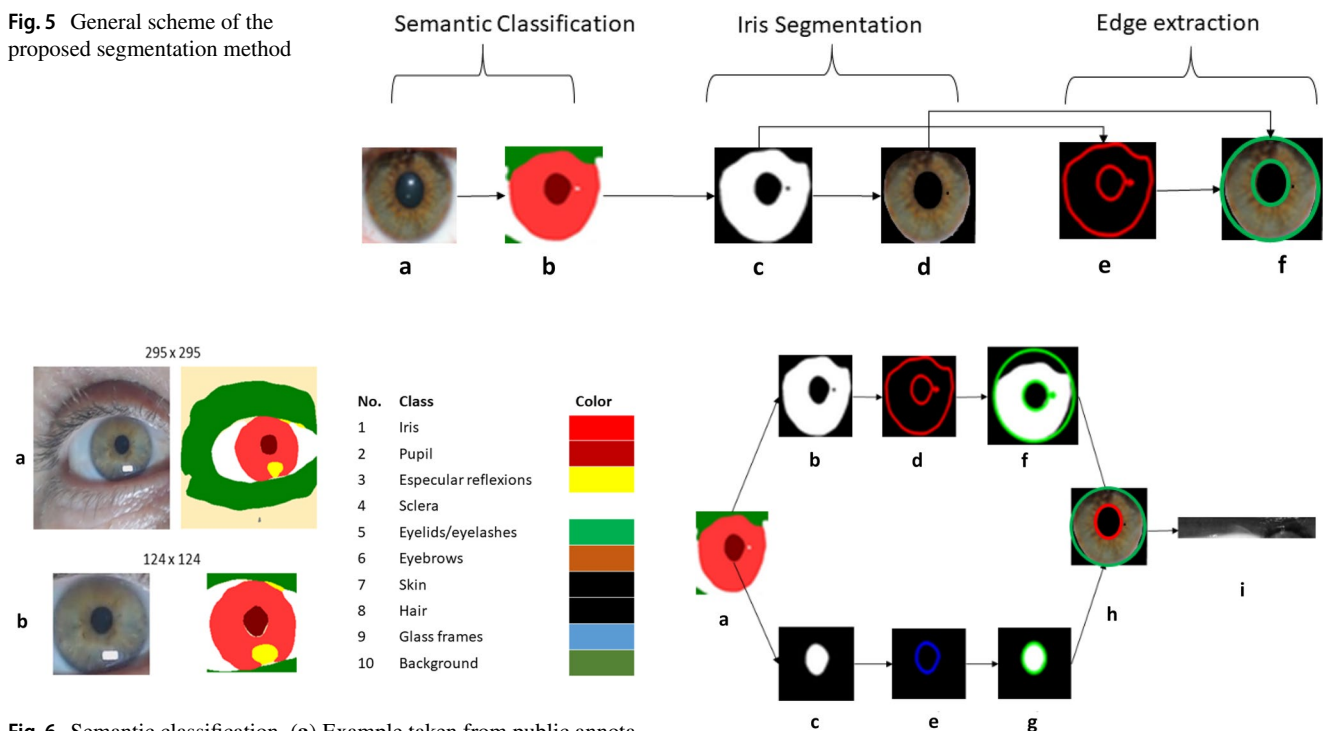 Fig. 5 General scheme of the
proposed segmentation method
Semantic Classification
Iris Segmentation
Edge extraction
a
b
c
d
e
f
295 x 295
a
124 x 124
b
No. Class Color
1 Iris
2 Pupil
3 Especular reflexions
4 Sclera
5 Eyelids/eyelashes
6 Eyebrows
7 Skin
8 Hair
9 Glass frames
10 Background
b
d
f
a
h
i
c
e
g
Fig. 6 Semantic classification. (a) Example taken from public annota-